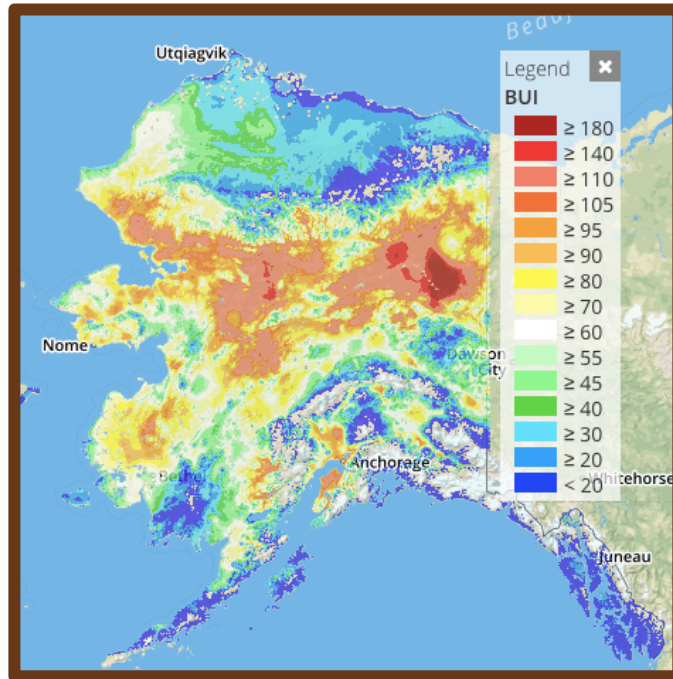 Beauf
Utqiagvik
Legend
BUI
≥ 180
≥ 140
≥ 110
≥ 105
≥ 95
≥ 90
≥ 80
≥ 70
≥ 60
≥ 55
≥ 45
≥ 40
≥ 30
≥ 20
< 20
Nome
Dawson
City
Anchorage
Bethel
Whitehorse
Juneau